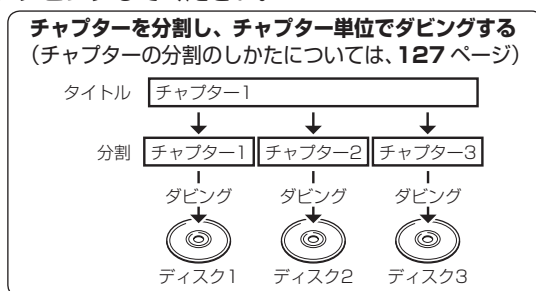 チャプターを分割し、チャプター単位でダビングする
（チャプターの分割のしかたについては、127 ページ）
タイトル チャプター1
分割 チャプター1 チャプター2 チャプター3
ダビング ダビング ダビング
ディスク1 ディスク2 ディスク3